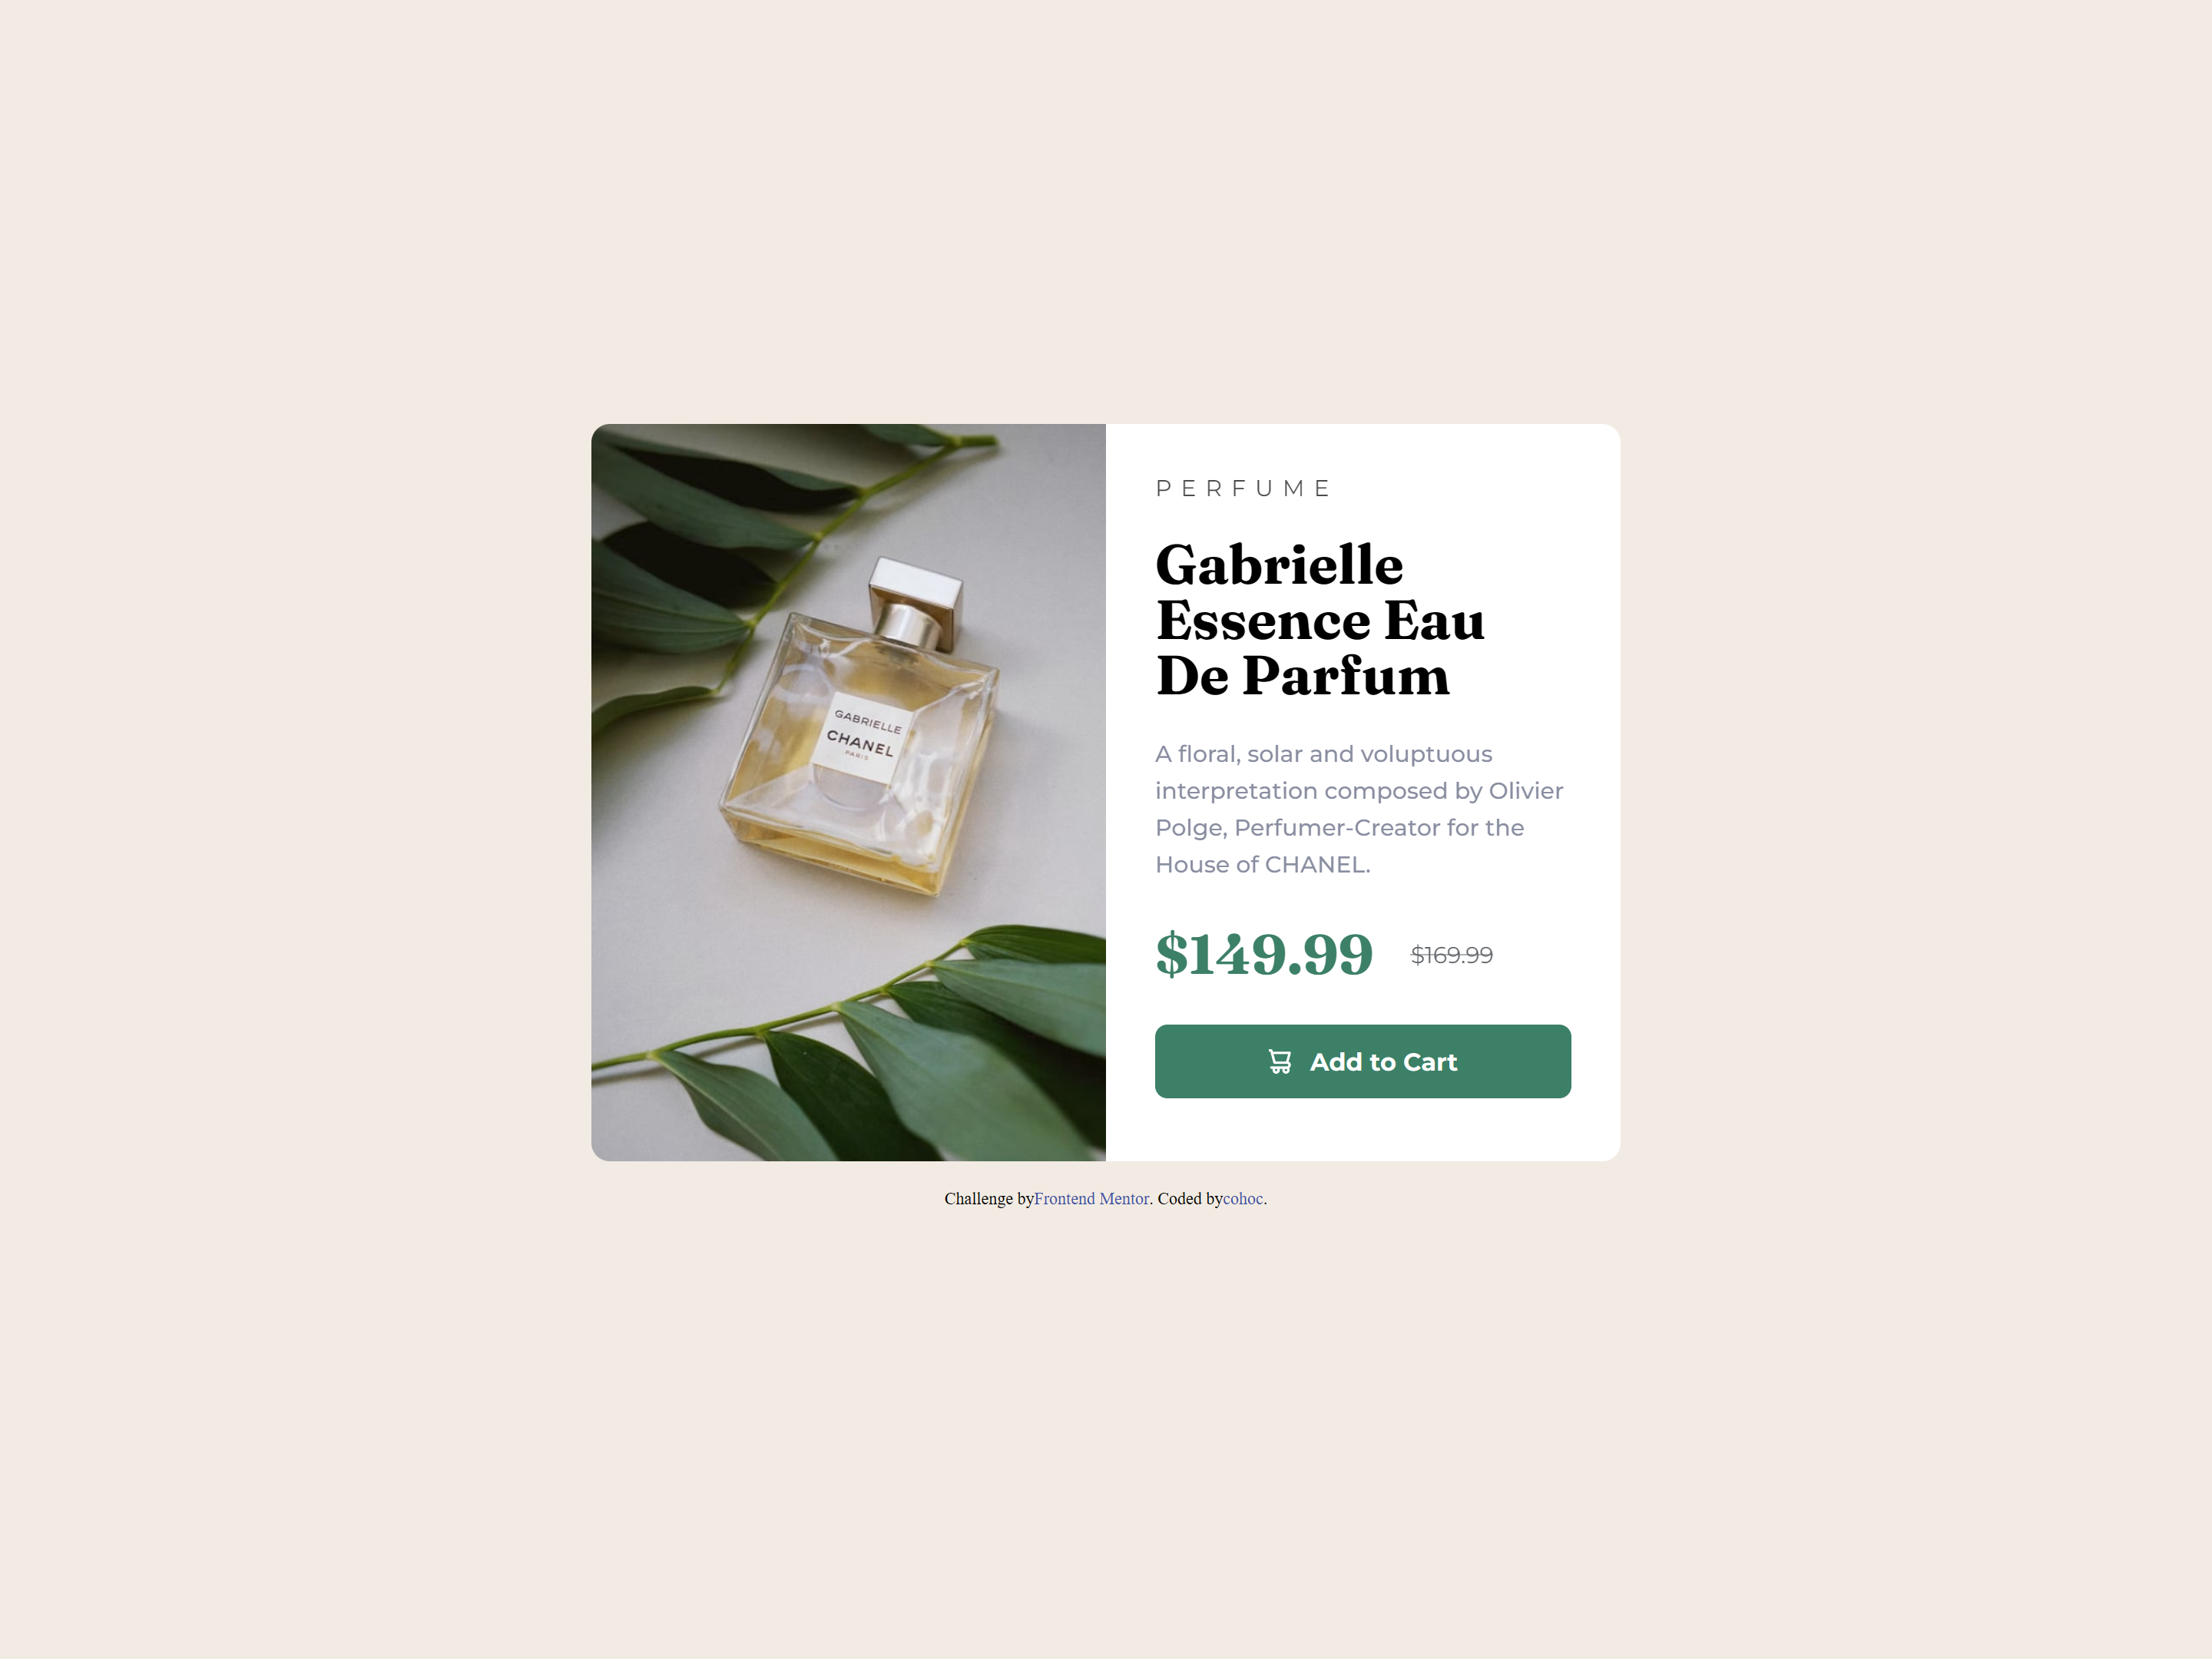 GABRIELLE
CHANEL
PARIS
PERFUME
Gabrielle
Essence Eau
De Parfum
A floral, solar and voluptuous
interpretation composed by Olivier
Polge, Perfumer-Creator for the
House of CHANEL.
$149.99 $169.99
Add to Cart
Challenge byFrontend Mentor. Coded bycohoc.